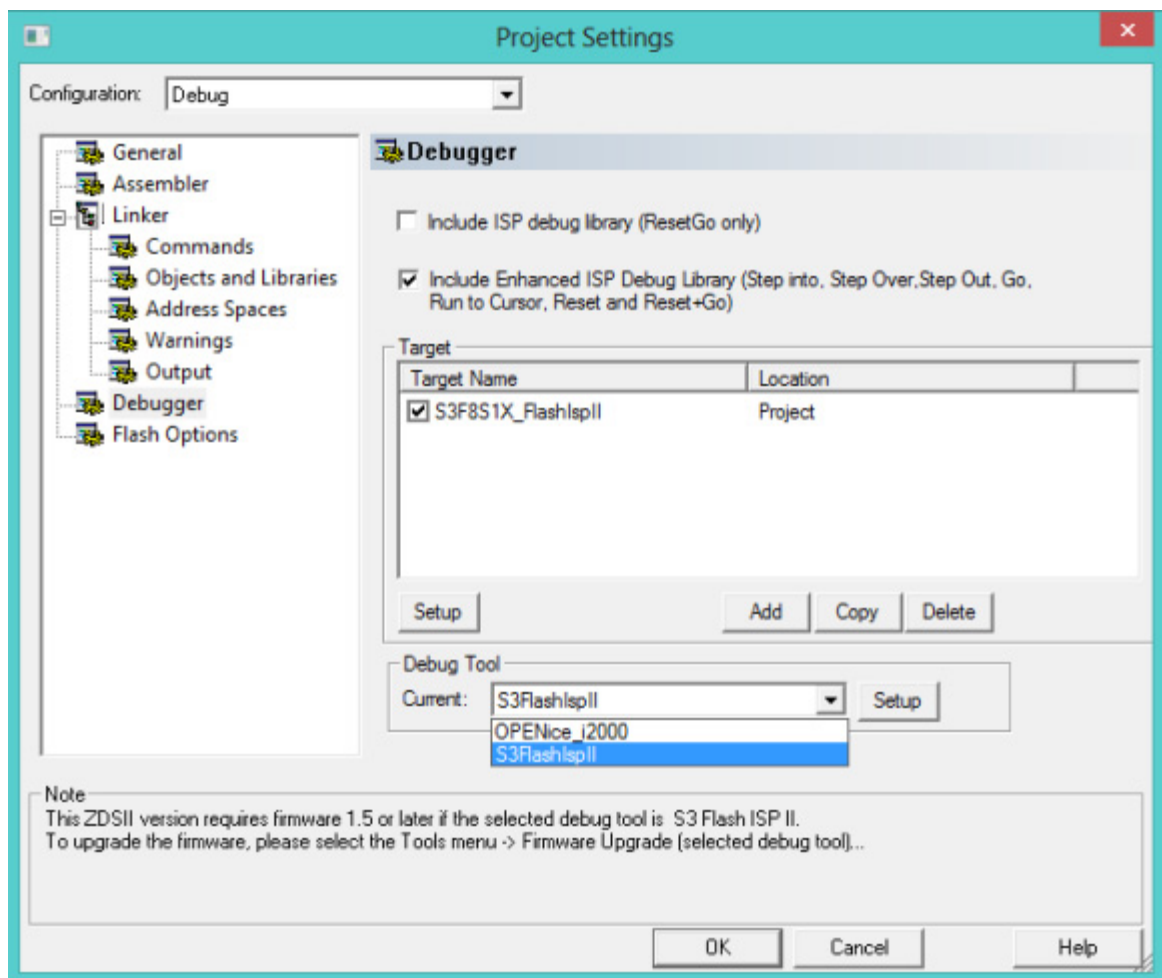 Project Settings
Configuration: Debug
General
Assembler
Linker
Commands
Objects and Libraries
Address Spaces
Warnings
Output
Debugger
Flash Options
Debugger
Include ISP debug library (ResetGo only)
Include Enhanced ISP Debug Library (Step into, Step Over,Step Out, Go,
Run to Cursor, Reset and Reset+Go)
Target
Target Name Location
S3F8S1X_FlashIspII Project
Setup Add Copy Delete
Debug Tool
Current: S3FlashIspII Setup
OPENice_i2000
S3FlashIspII
Note
This ZDSII version requires firmware 1.5 or later if the selected debug tool is S3 Flash ISP II.
To upgrade the firmware, please select the Tools menu -> Firmware Upgrade (selected debug tool)...
OK Cancel Help